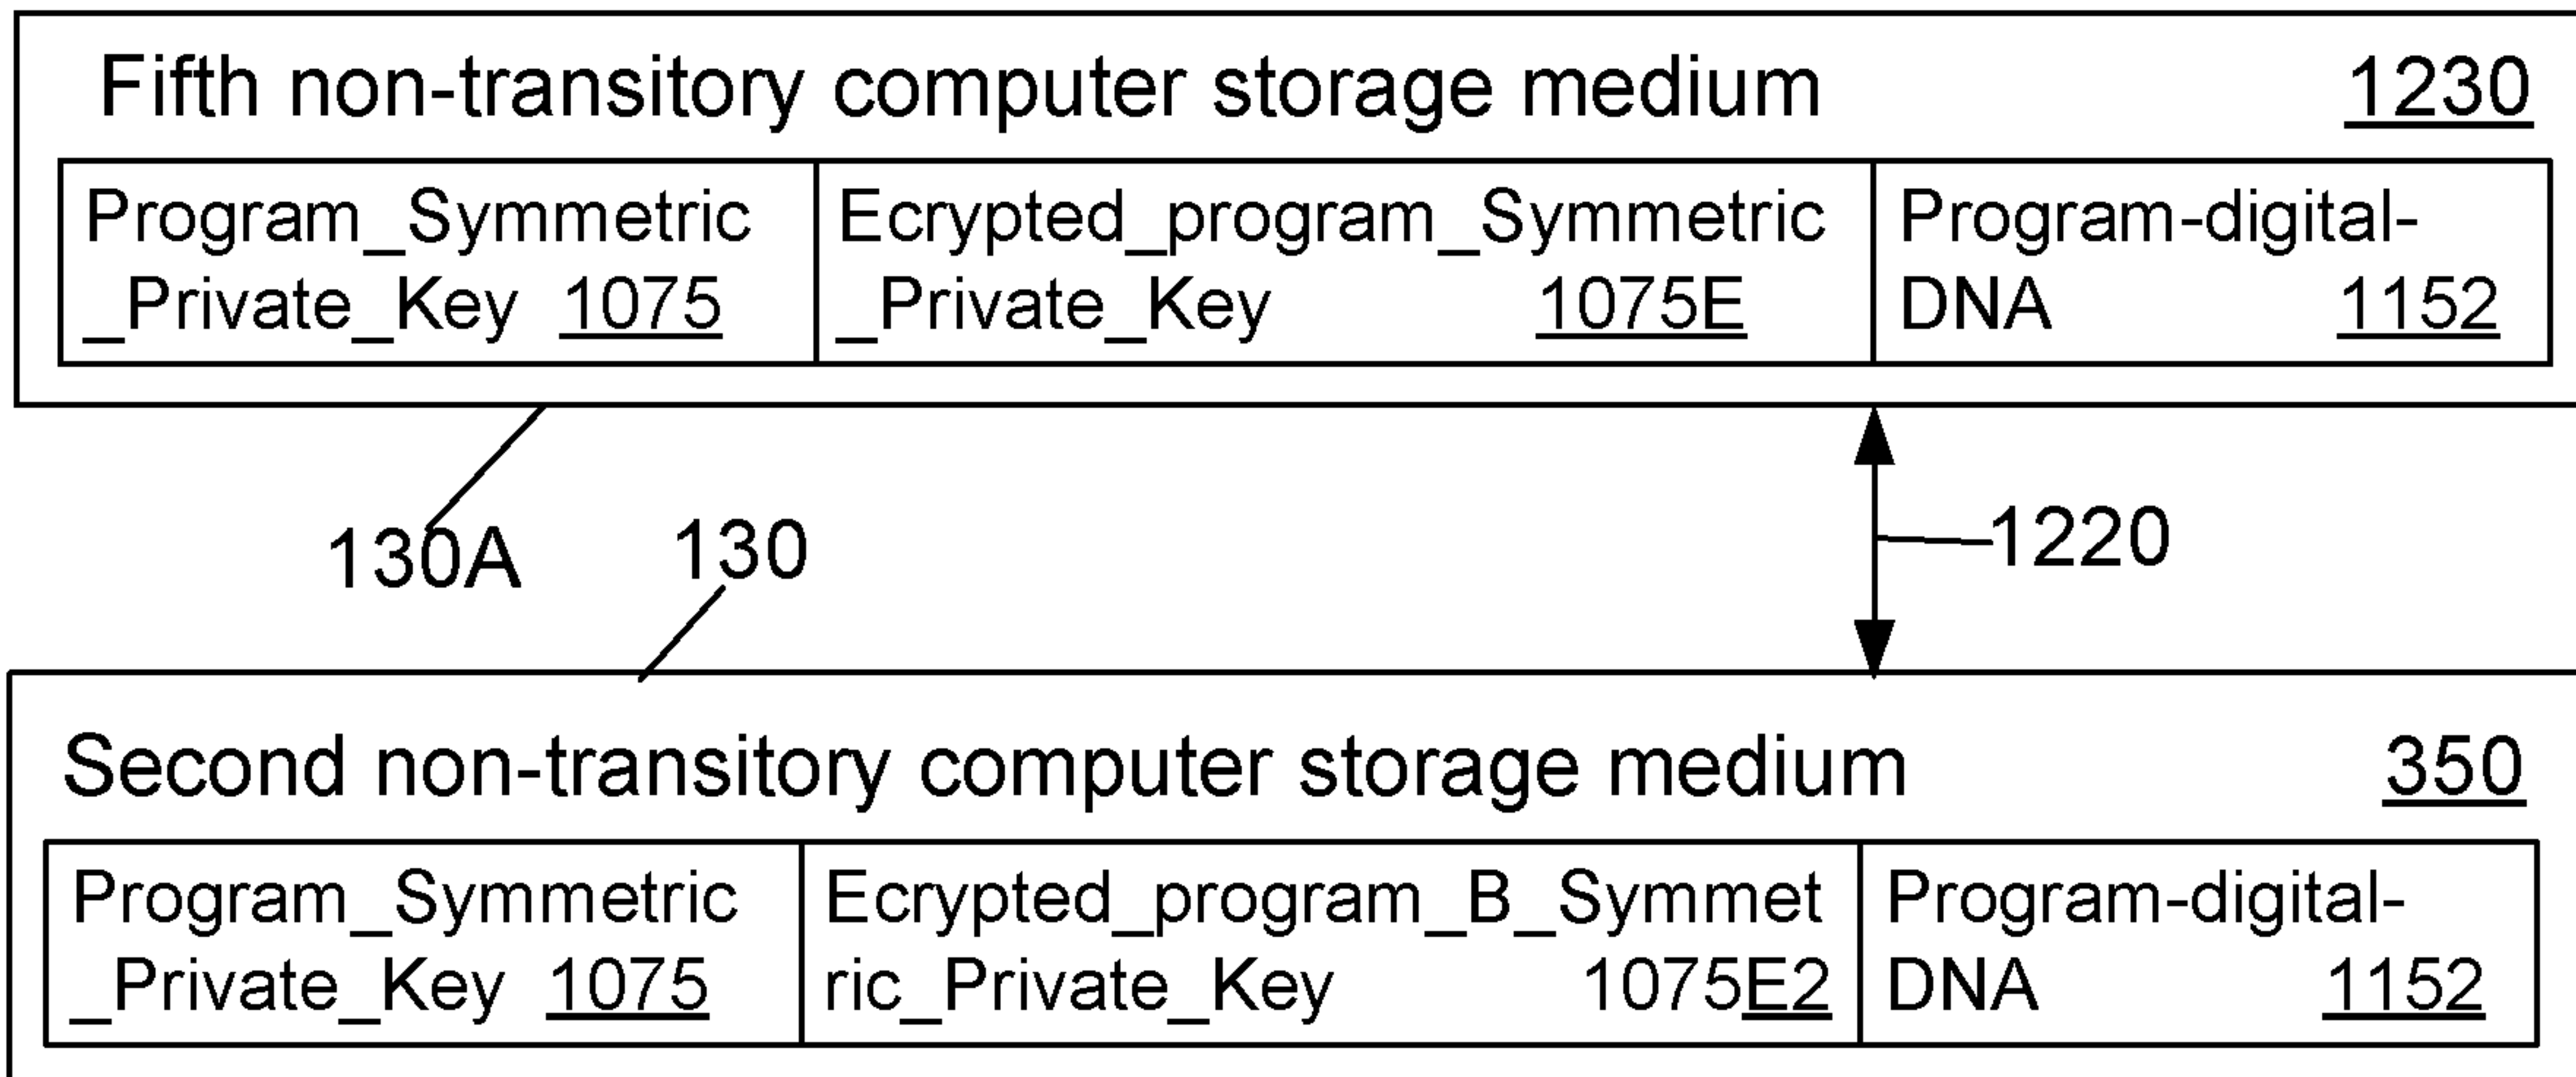 Fifth non-transitory computer storage medium 1230
Program_Symmetric
_Private_Key 1075
Ecrypted_program_Symmetric
_Private_Key 1075E
Program-digital-
DNA 1152
130A
130
1220
Second non-transitory computer storage medium 350
Program_Symmetric
_Private_Key 1075
Ecrypted_program_B_Symmet
ric_Private_Key 1075E2
Program-digital-
DNA 1152